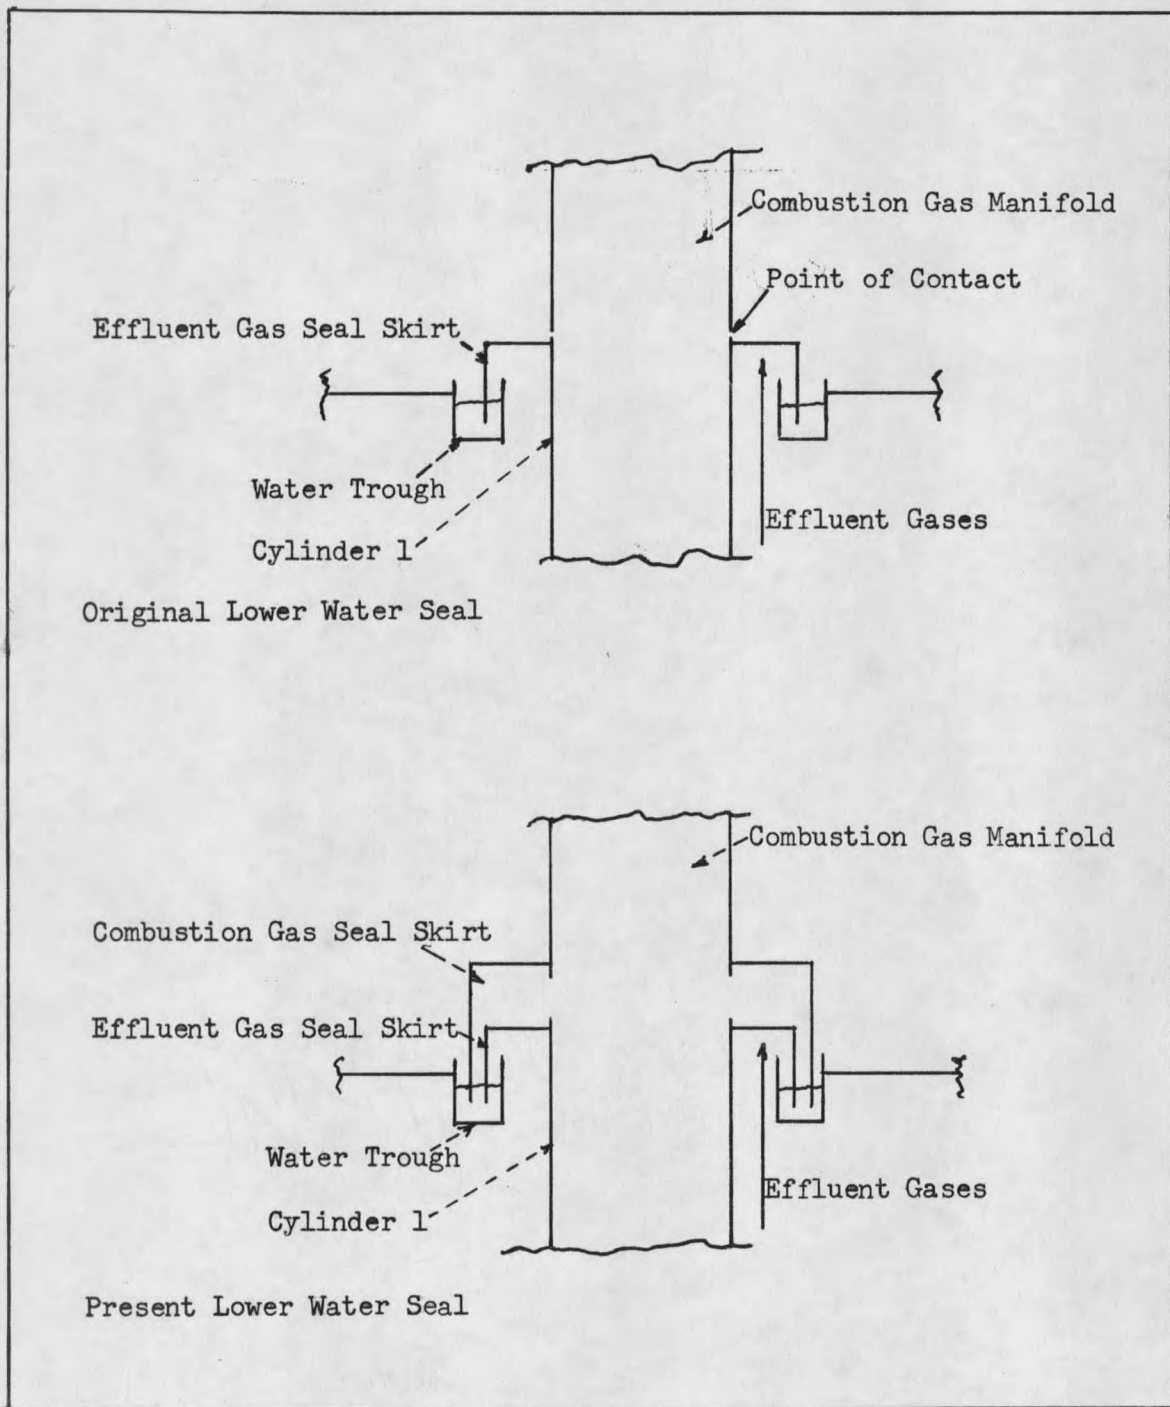 Combustion Gas Manifold
Point of Contact
Effluent Gas Seal Skirt
Water Trough
Effluent Gases
Cylinder 1
Original Lower Water Seal
Combustion Gas Manifold
Combustion Gas Seal Skirt
Effluent Gas Seal Skirt
Water Trough
Effluent Gases
Cylinder 1
Present Lower Water Seal